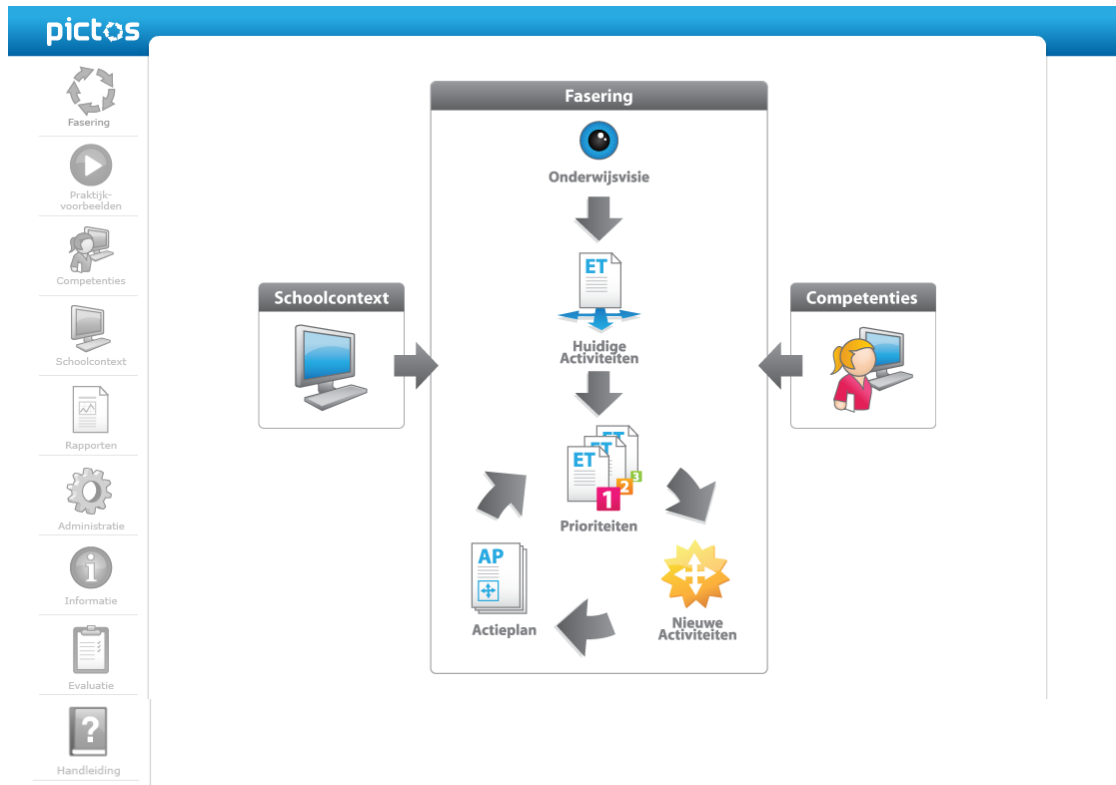 pictos
Fasering
Praktijk-
voorbeelden
Competenties
Schoolcontext
Rapporten
Administratie
Informatie
Evaluatie
?
Handleiding
Fasering
Onderwijsvisie
ET
Huidige
Activiteiten
Schoolcontext
Competenties
ET
ET
ET
1
2
3
Prioriteiten
AP
Actieplan
Nieuwe
Activiteiten